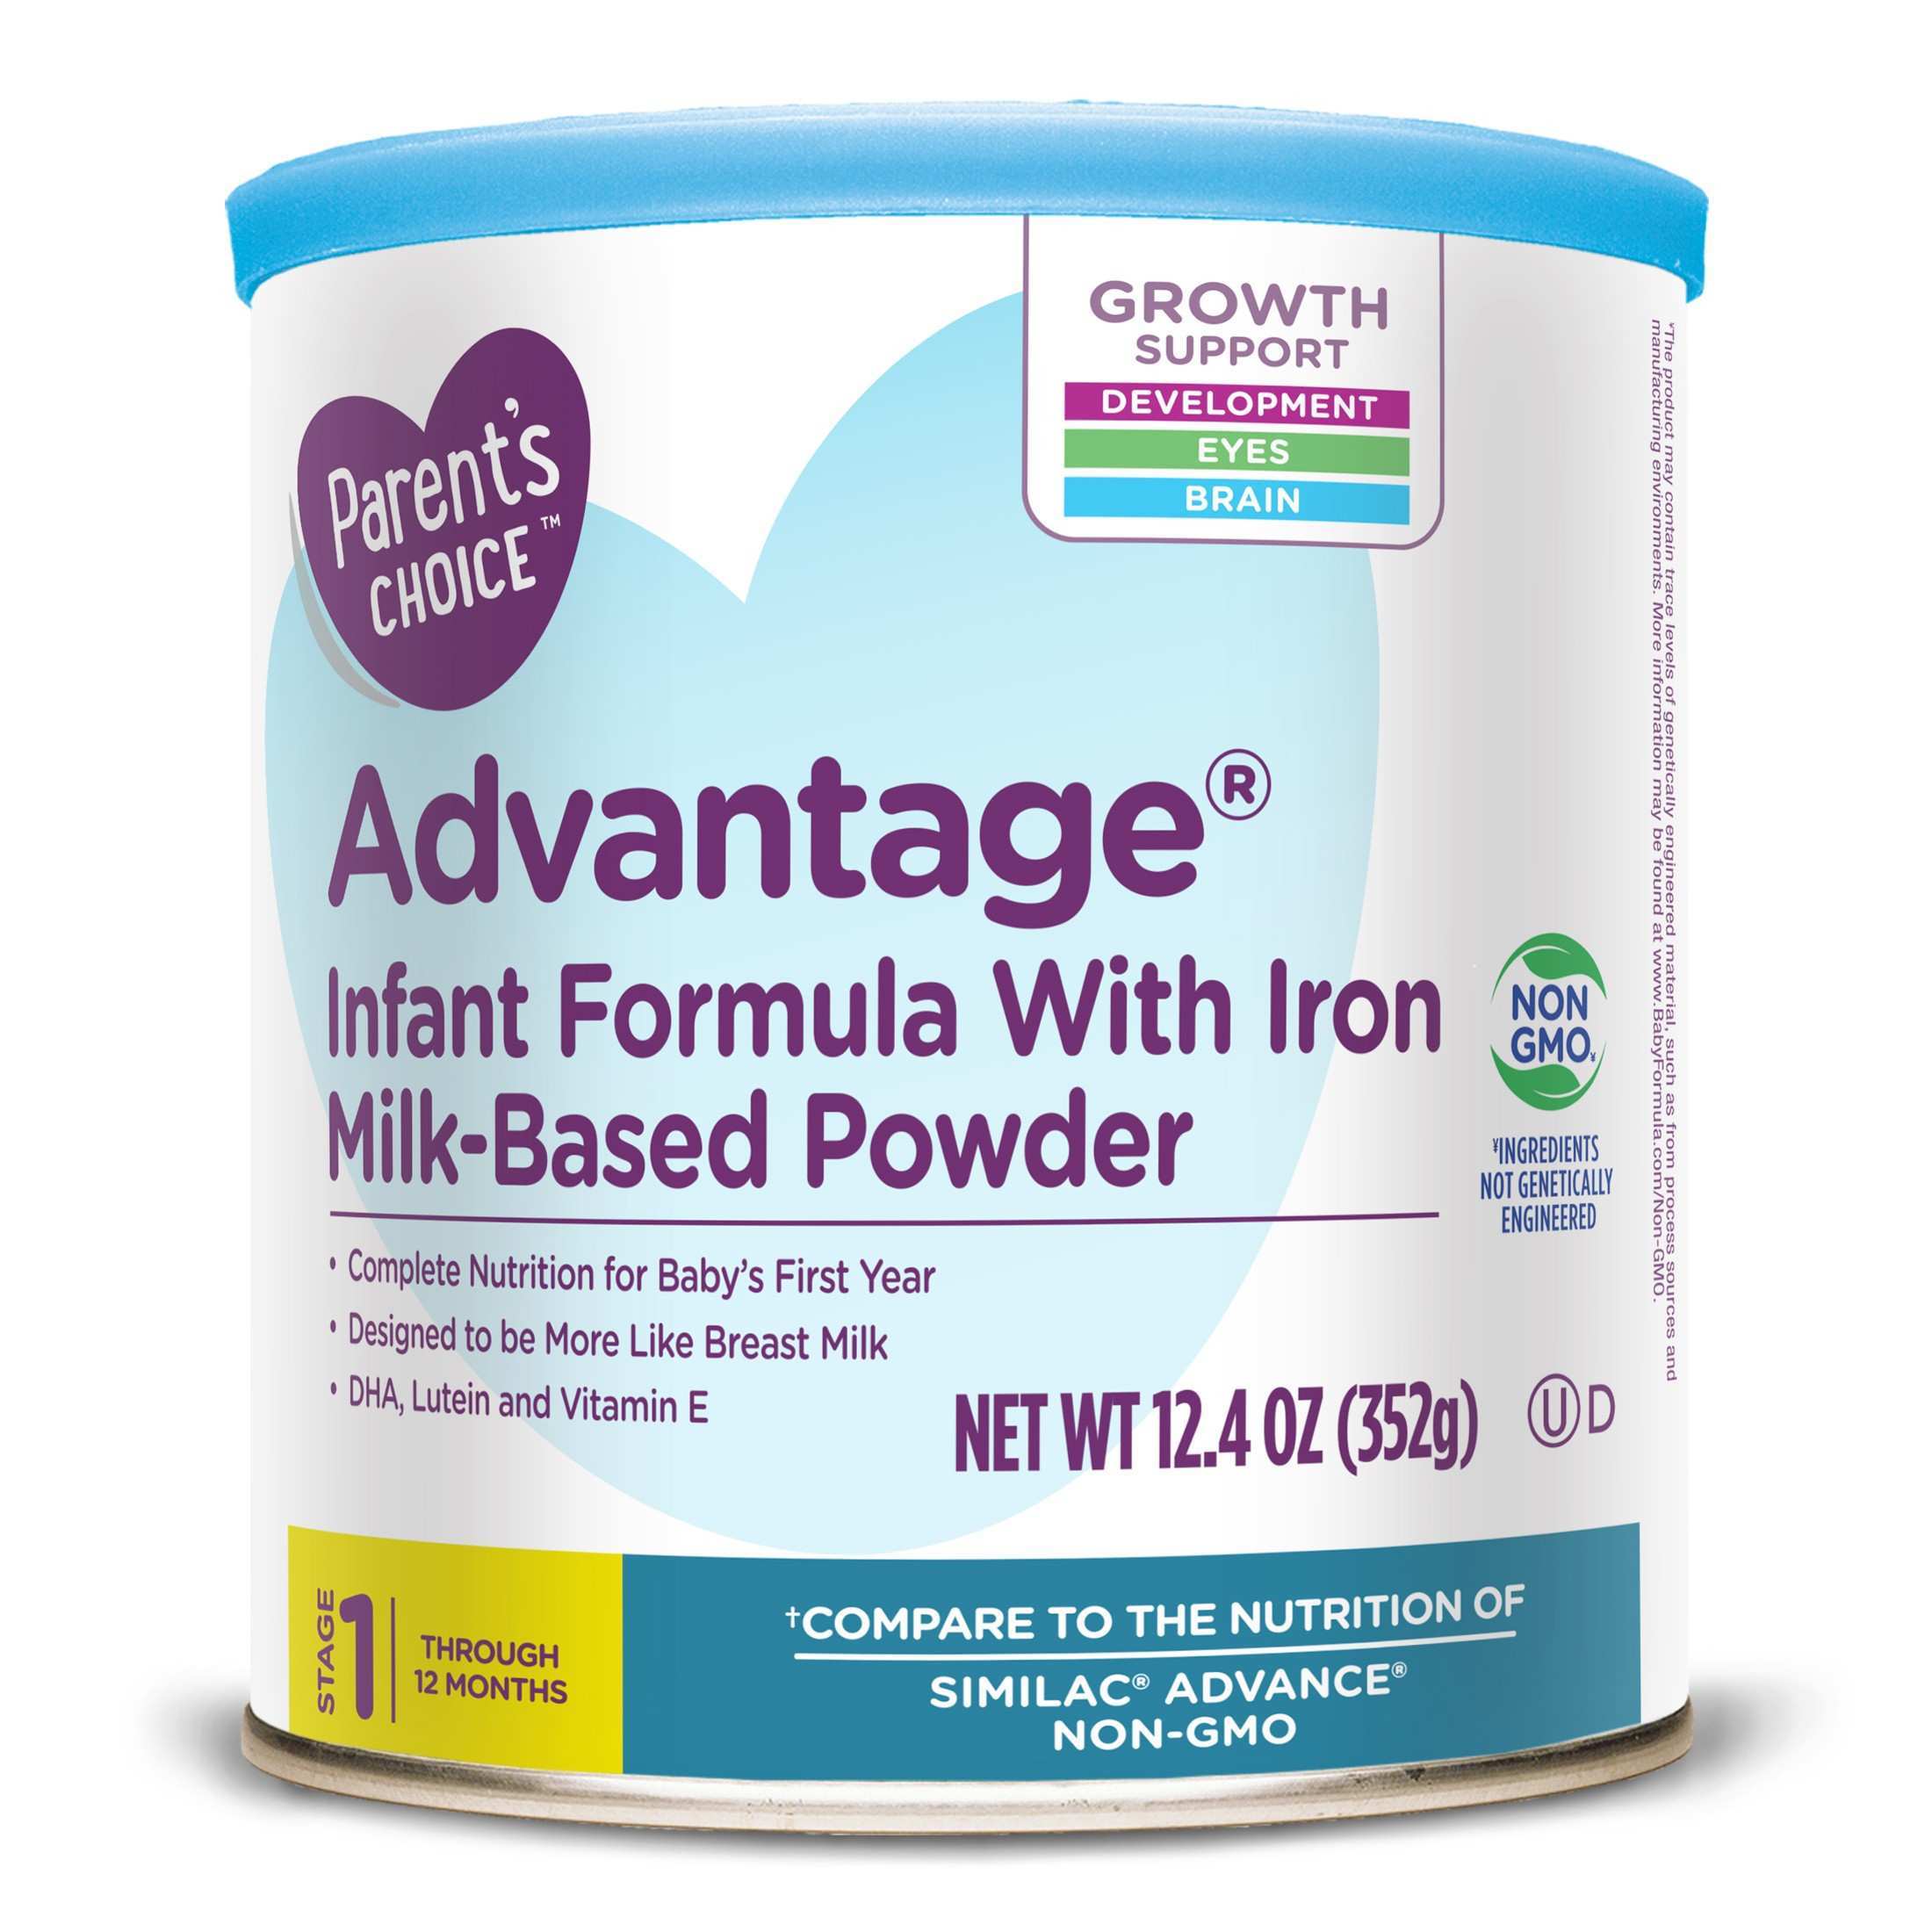 GROWTH
SUPPORT
DEVELOPMENT
EYES
BRAIN
Parent's
CHOICE™
Advantage®
Infant Formula With Iron
Milk-Based Powder
• Complete Nutrition for Baby's First Year
• Designed to be More Like Breast Milk
• DHA, Lutein and Vitamin E
NET WT 12.4 OZ (352g)
NON
GMO¥
¥INGREDIENTS
NOT GENETICALLY
ENGINEERED
U D
¥The product may contain trace levels of genetically engineered material, such as from process sources and
manufacturing environments. More information may be found at www.BabyFormula.com/Non-GMO.
STAGE
1
THROUGH
12 MONTHS
†COMPARE TO THE NUTRITION OF
SIMILAC® ADVANCE®
NON-GMO